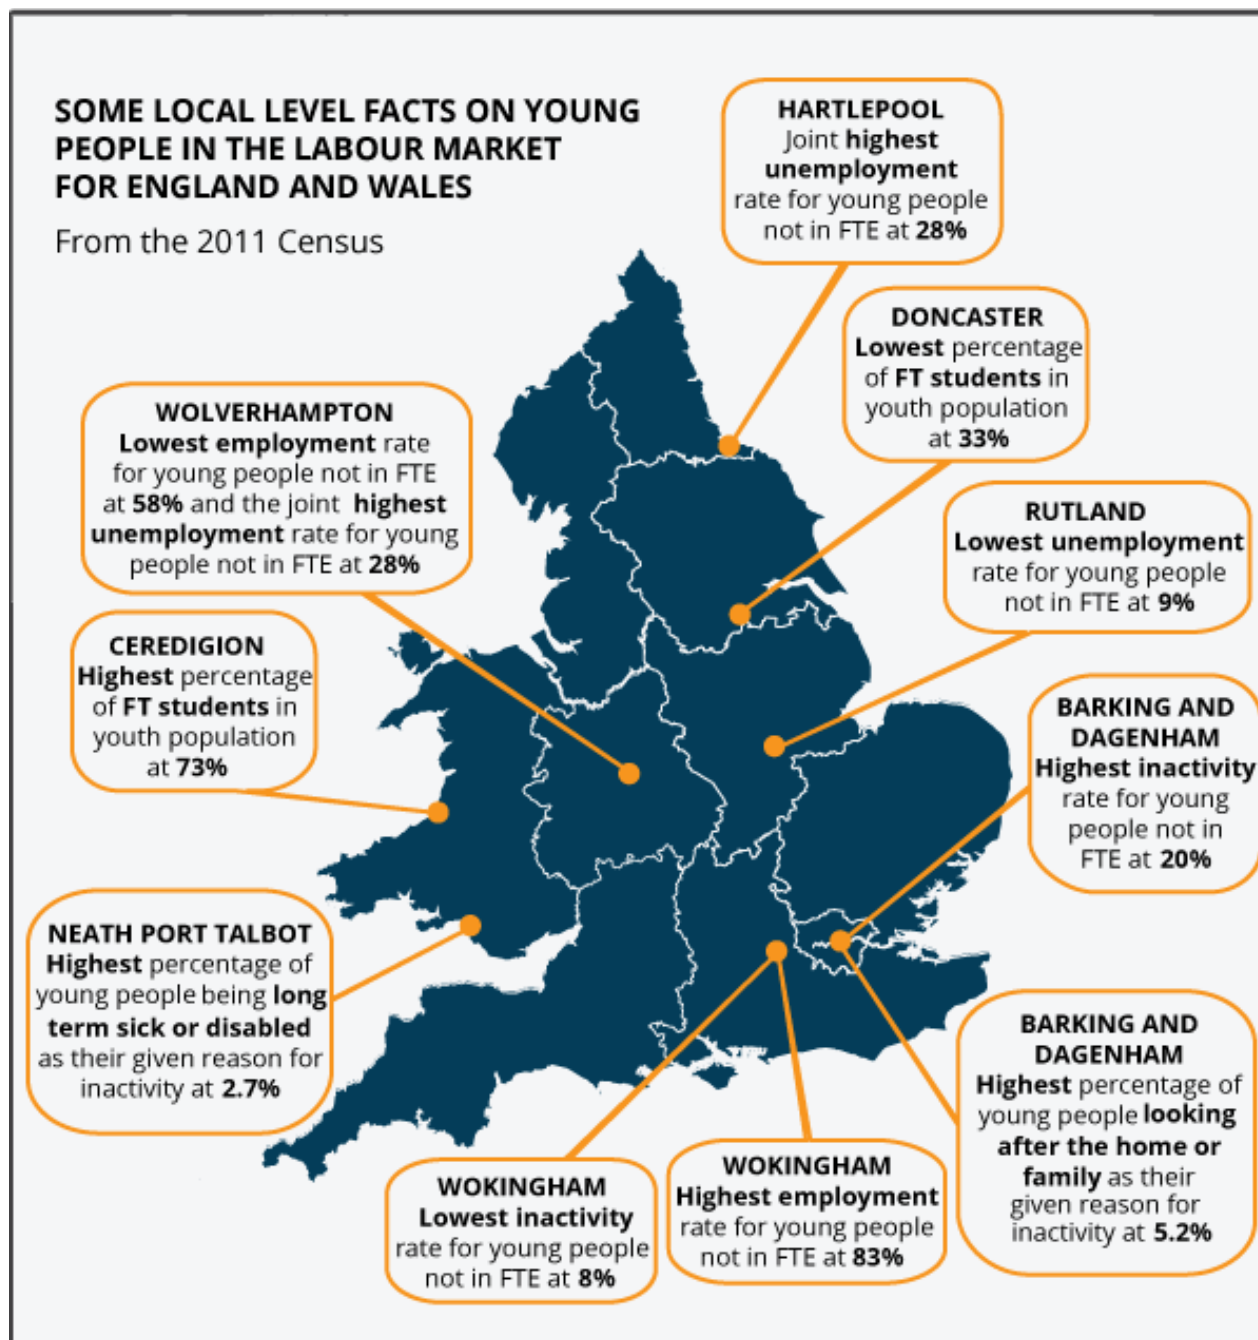 SOME LOCAL LEVEL FACTS ON YOUNG
PEOPLE IN THE LABOUR MARKET
FOR ENGLAND AND WALES
From the 2011 Census
HARTLEPOOL
Joint highest
unemployment
rate for young people
not in FTE at 28%
DONCASTER
Lowest percentage
of FT students in
youth population
at 33%
WOLVERHAMPTON
Lowest employment rate
for young people not in FTE
at 58% and the joint highest
unemployment rate for young
people not in FTE at 28%
RUTLAND
Lowest unemployment
rate for young people
not in FTE at 9%
CEREDIGION
Highest percentage
of FT students in
youth population
at 73%
BARKING AND
DAGENHAM
Highest inactivity
rate for young
people not in
FTE at 20%
NEATH PORT TALBOT
Highest percentage of
young people being long
term sick or disabled
as their given reason for
inactivity at 2.7%
BARKING AND
DAGENHAM
Highest percentage of
young people looking
after the home or
family as their
given reason for
inactivity at 5.2%
WOKINGHAM
Lowest inactivity
rate for young people
not in FTE at 8%
WOKINGHAM
Highest employment
rate for young people
not in FTE at 83%